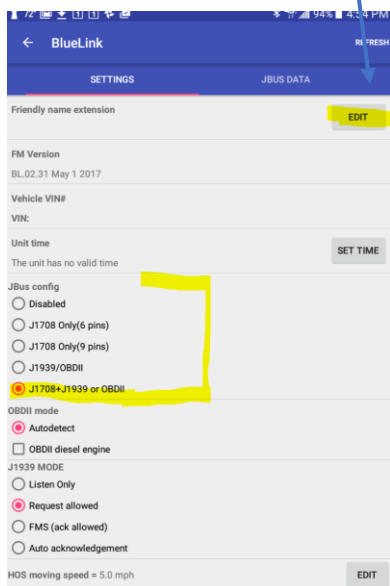 72° 94% 4:54 PM
← BlueLink REFRESH
SETTINGS JBUS DATA
Friendly name extension
EDIT
FM Version
BL.02.31 May 1 2017
Vehicle VIN#
VIN:
Unit time
The unit has no valid time
SET TIME
JBus config
Disabled
J1708 Only(6 pins)
J1708 Only(9 pins)
J1939/OBDII
J1708+J1939 or OBDII
OBDII mode
Autodetect
OBDII diesel engine
J1939 MODE
Listen Only
Request allowed
FMS (ack allowed)
Auto acknowledgement
HOS moving speed = 5.0 mph EDIT